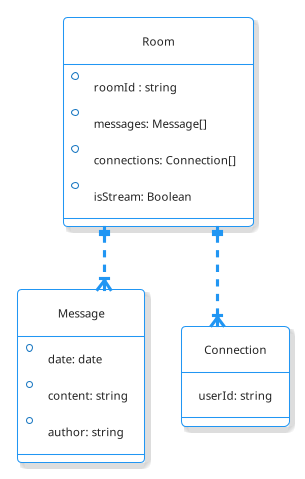 Room
roomId : string
messages: Message[]
connections: Connection[]
isStream: Boolean
Message
date: date
content: string
author: string
Connection
userId: string